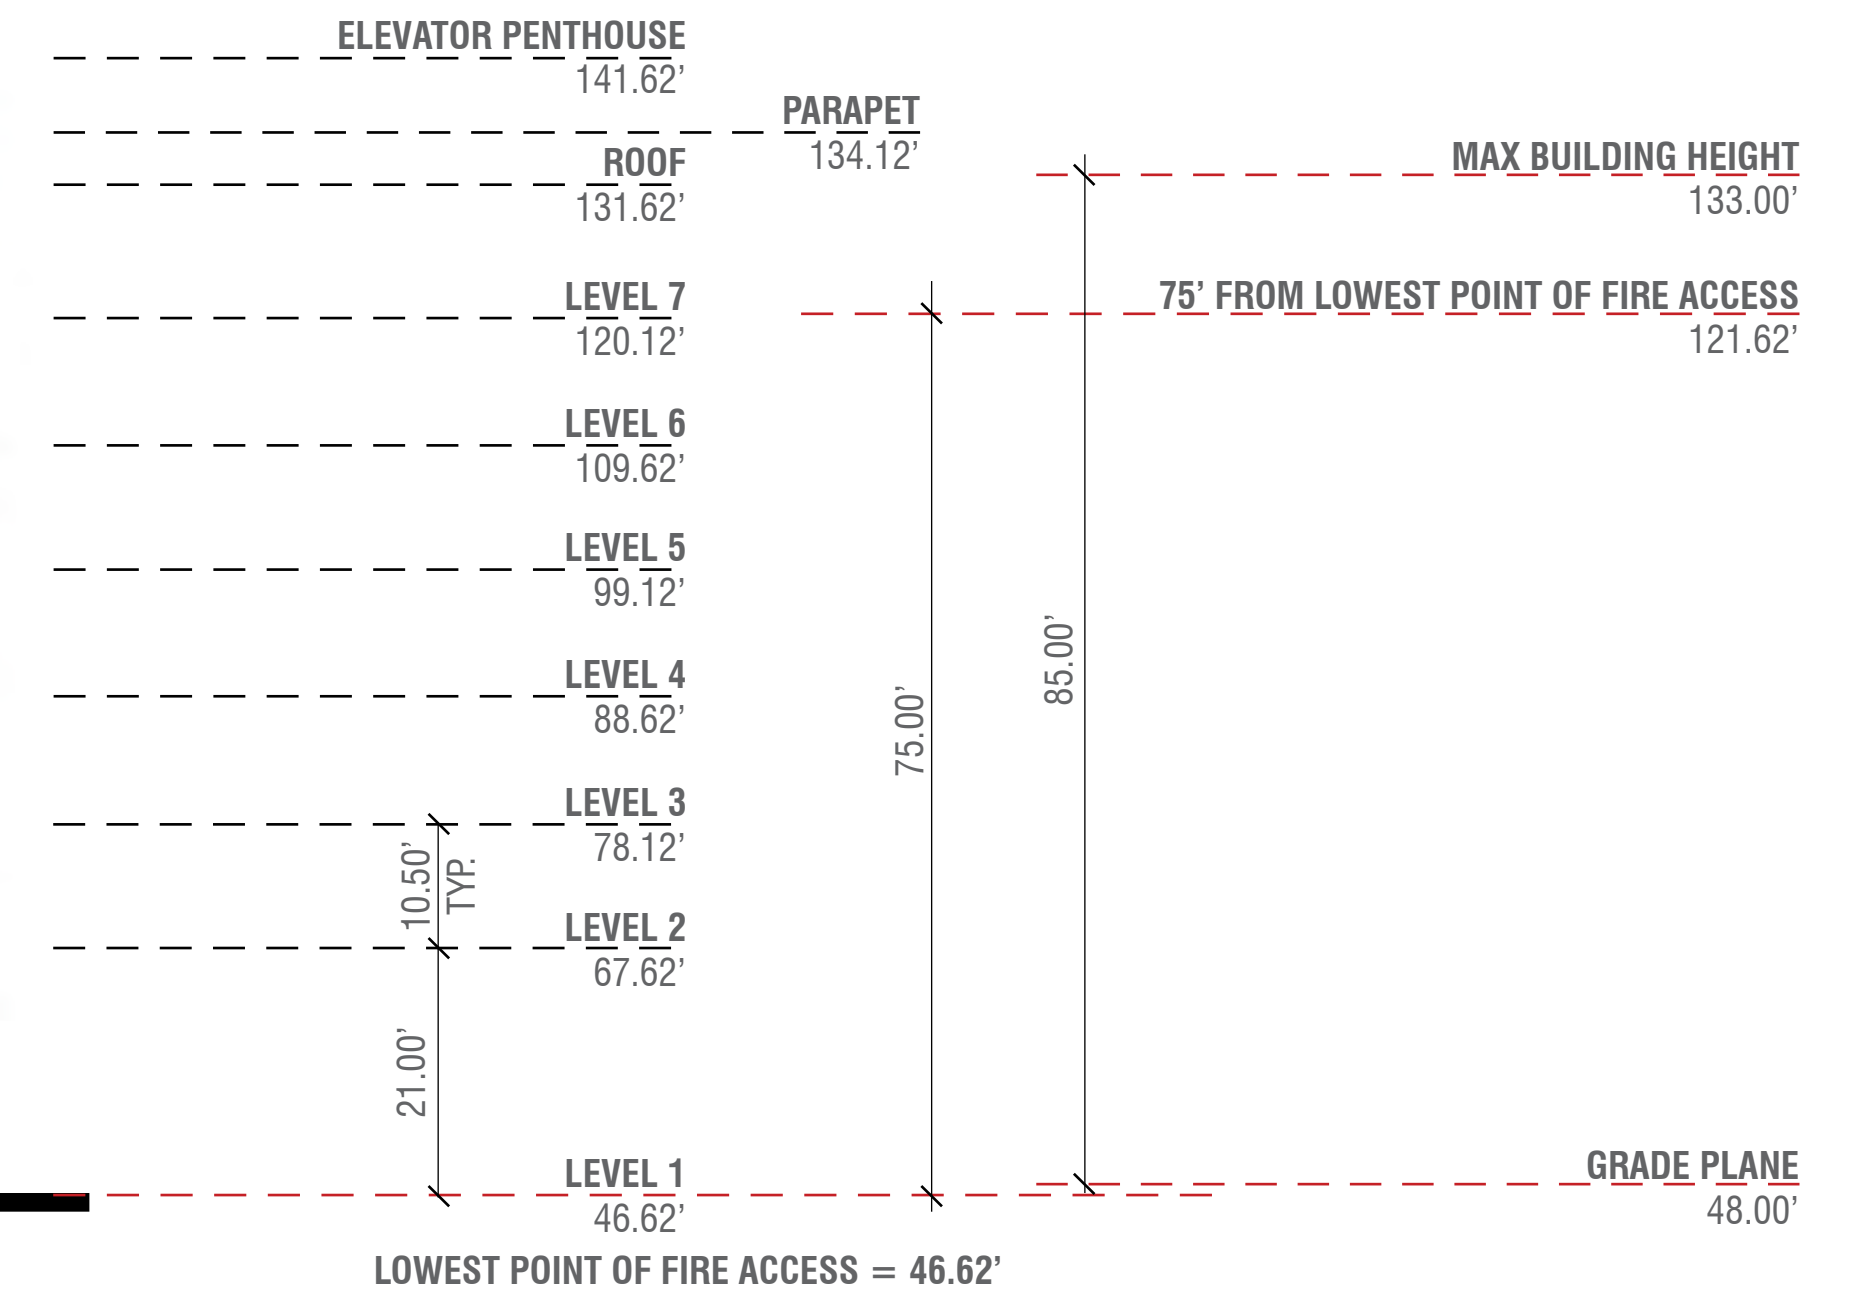 ELEVATOR PENTHOUSE
141.62’
PARAPET
134.12’
ROOF
131.62’
MAX BUILDING HEIGHT
133.00’
LEVEL 7
120.12’
75’ FROM LOWEST POINT OF FIRE ACCESS
121.62’
LEVEL 6
109.62’
LEVEL 5
99.12’
LEVEL 4
88.62’
85.00’
75.00’
LEVEL 3
78.12’
10.50’
TYP.
LEVEL 2
67.62’
21.00’
LEVEL 1
46.62’
GRADE PLANE
48.00’
LOWEST POINT OF FIRE ACCESS = 46.62’